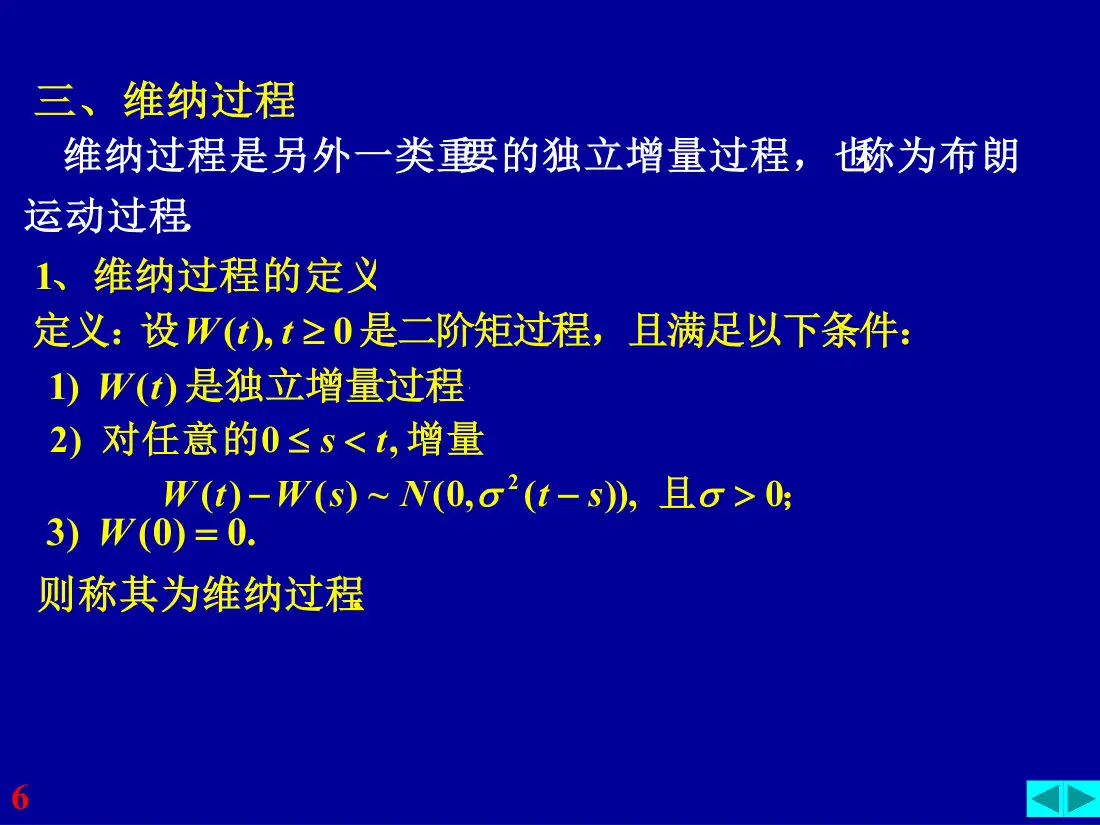 三、维纳过程
维纳过程是另外一类重要的独立增量过程，也称为布朗
运动过程.
1、维纳过程的定义
定义：设 W(t), t ≥ 0 是二阶矩过程，且满足以下条件：
1) W(t) 是独立增量过程
2) 对任意的0 ≤ s < t, 增量
W(t) − W(s) ~ N(0, σ²(t − s)), 且σ > 0;
3) W(0) = 0.
则称其为维纳过程.
6